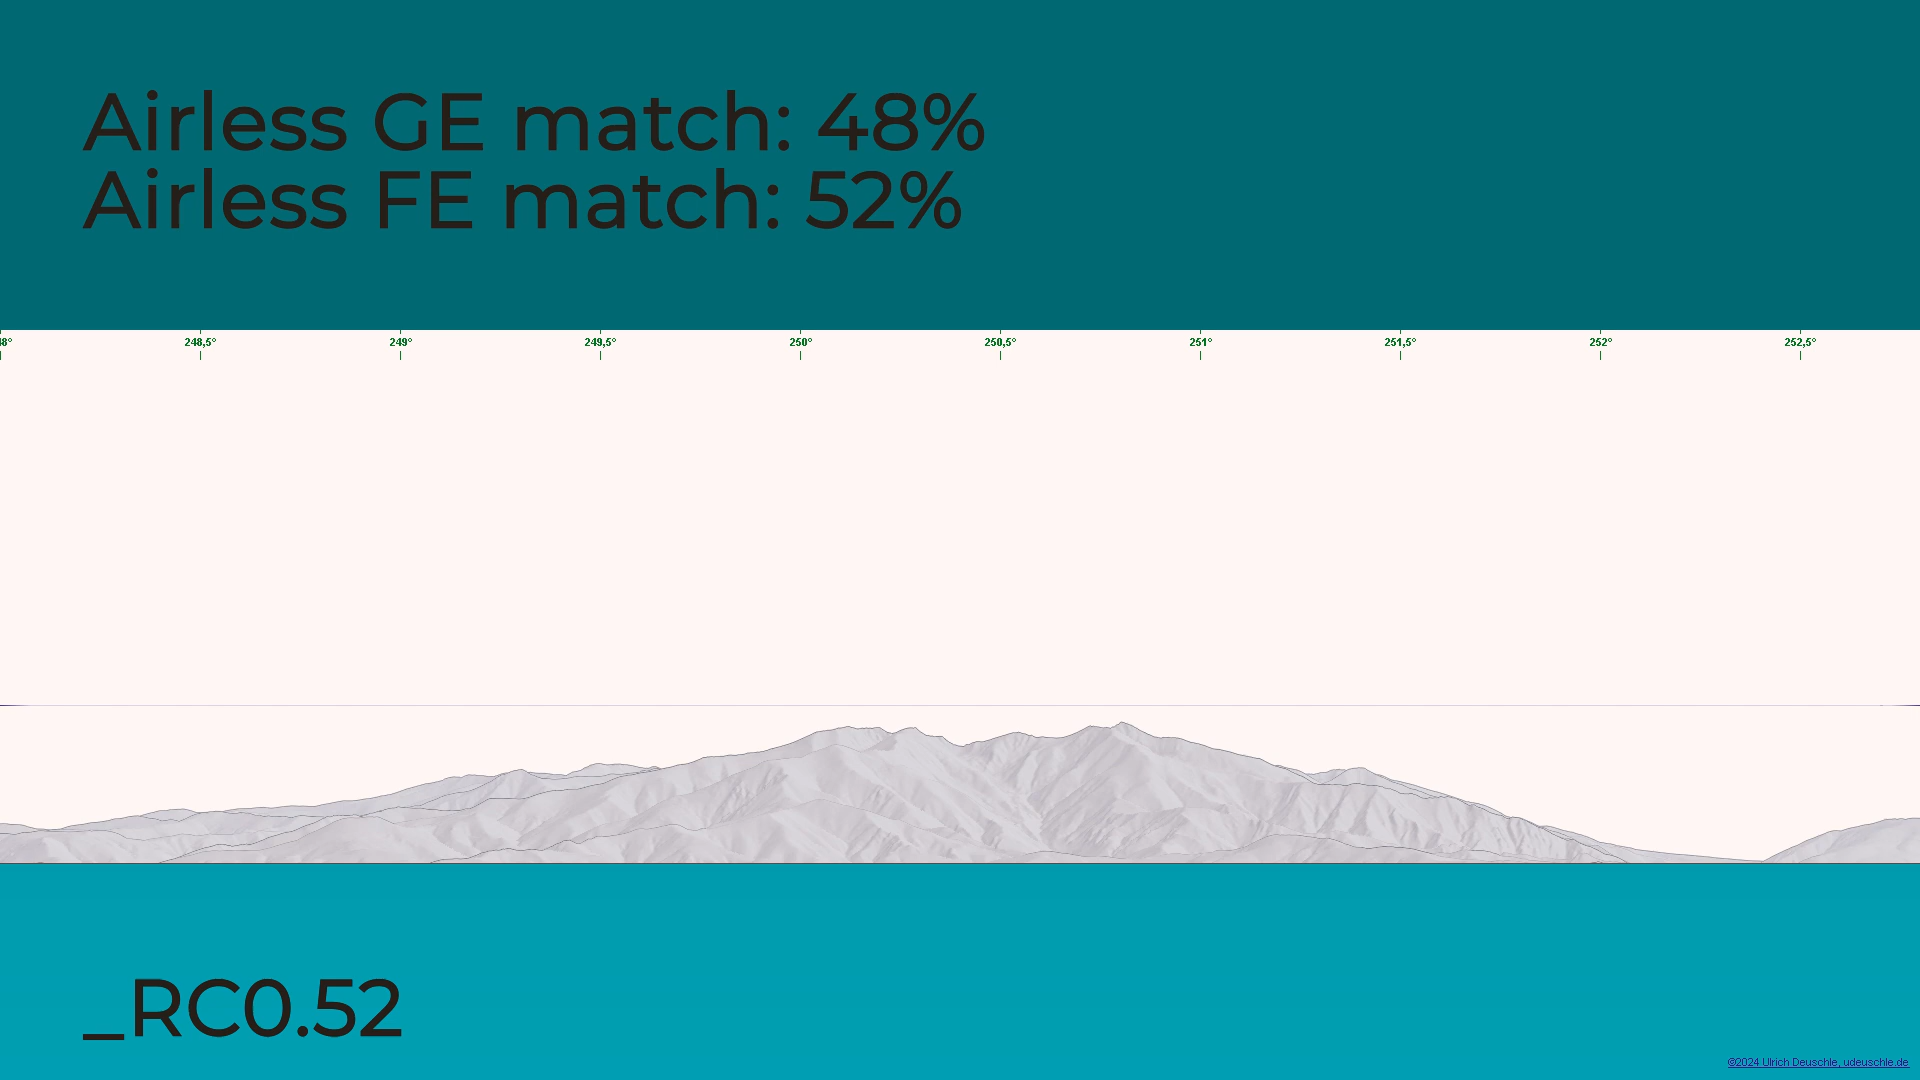 Airless GE match: 48%
Airless FE match: 52%
8° 248,5° 249° 249,5° 250° 250,5° 251° 251,5° 252° 252,5°
_RC0.52
©2024 Ulrich Deuschle, udeuschle.de